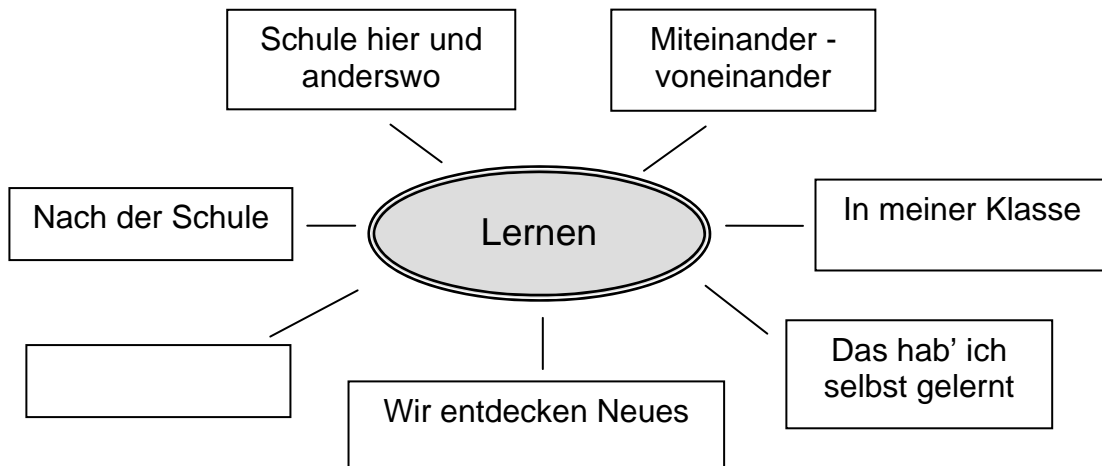 Schule hier und
anderswo
Miteinander -
voneinander
Nach der Schule
Lernen
In meiner Klasse
Das hab’ ich
selbst gelernt
Wir entdecken Neues